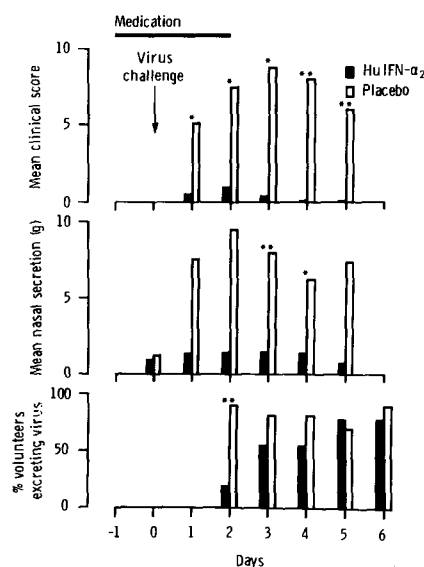 Medication
Virus
challenge
Hu IFN-α₂
Placebo
Mean clinical score
10
5
0
*
*
*
**
**
Mean nasal secretion (g)
10
5
0
**
*
% volunteers
excreting virus
100
50
0
**
-1 0 1 2 3 4 5 6
Days